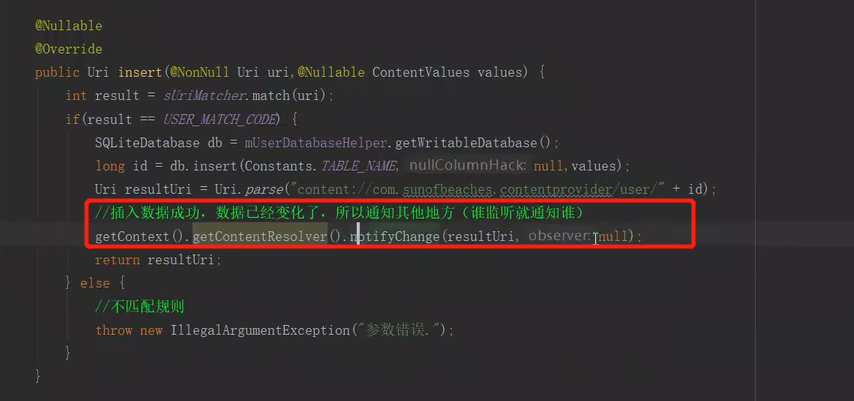 @Nullable
@Override
public Uri insert(@NonNull Uri uri,@Nullable ContentValues values) {
int result = sUriMatcher.match(uri);
if(result == USER_MATCH_CODE) {
SQLiteDatabase db = mUserDatabaseHelper.getWritableDatabase();
long id = db.insert(Constants.TABLE_NAME, nullColumnHack: null,values);
Uri resultUri = Uri.parse("content://com.sunofbeaches.contentprovider/user/" + id);
//插入数据成功，数据已经变化了，所以通知其他地方（谁监听就通知谁）
getContext().getContentResolver().notifyChange(resultUri, observer: null);
return resultUri;
} else {
//不匹配规则
throw new IllegalArgumentException("参数错误.");
}
}